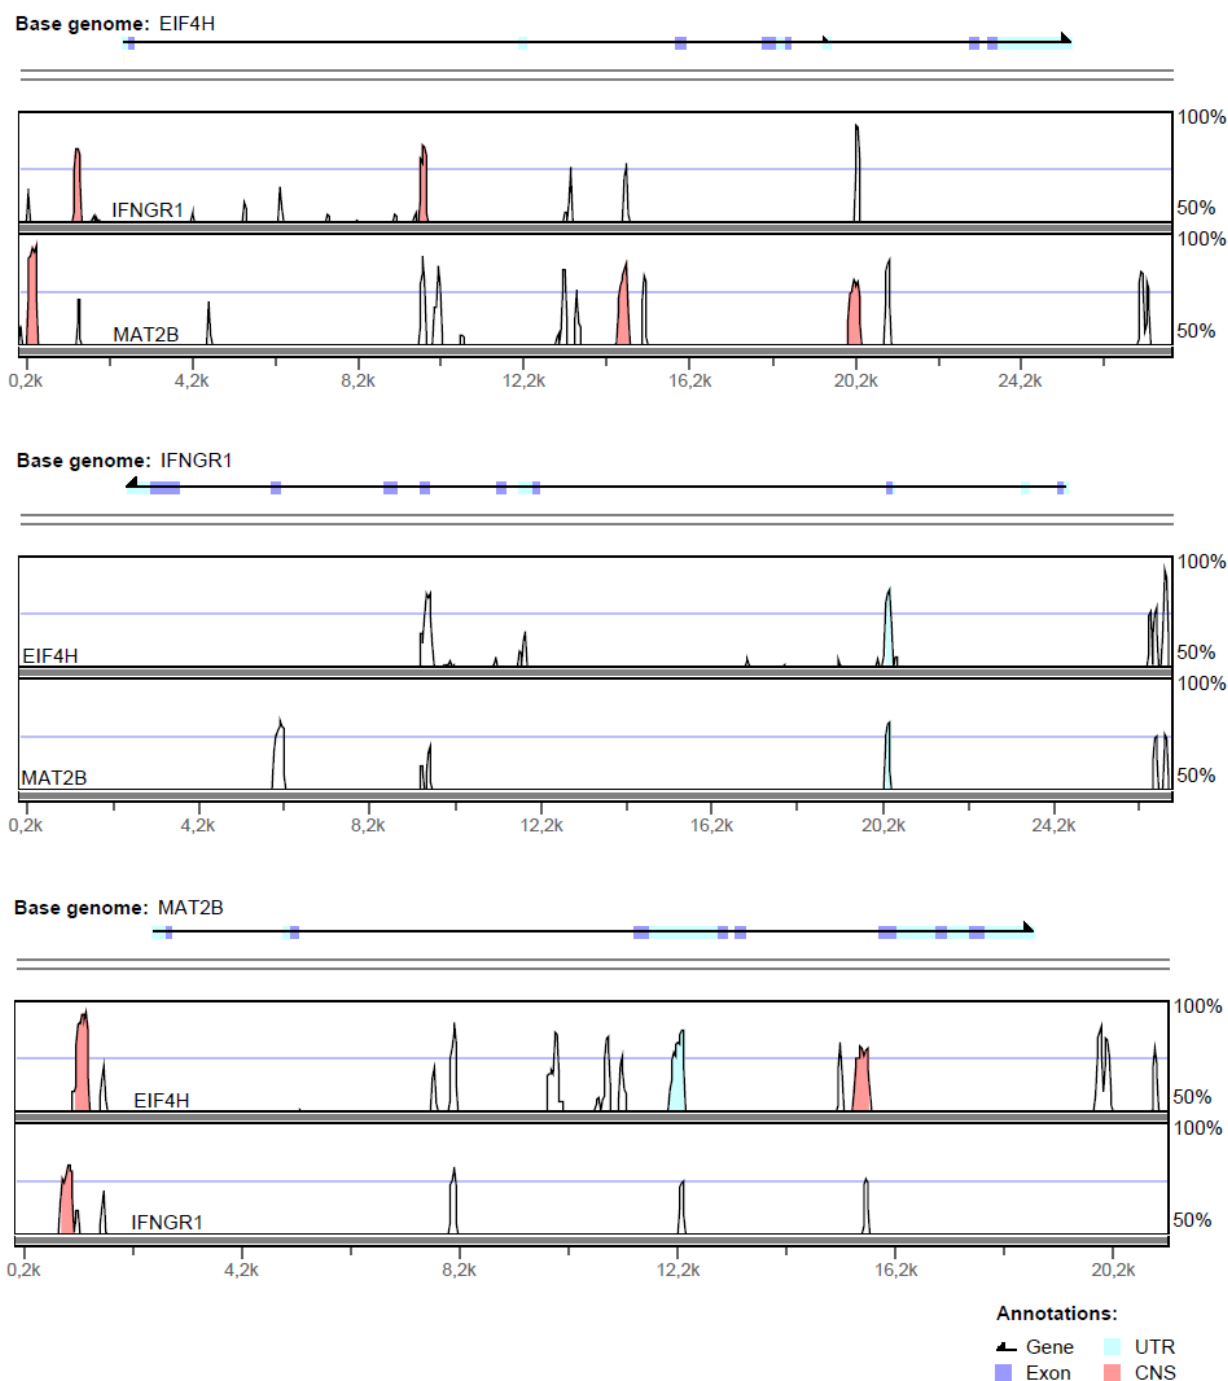 Base genome: EIF4H
100%
IFNGR1
50%
100%
MAT2B
50%
0,2k 4,2k 8,2k 12,2k 16,2k 20,2k 24,2k
Base genome: IFNGR1
100%
EIF4H
50%
100%
MAT2B
50%
0,2k 4,2k 8,2k 12,2k 16,2k 20,2k 24,2k
Base genome: MAT2B
100%
EIF4H
50%
100%
IFNGR1
50%
0,2k 4,2k 8,2k 12,2k 16,2k 20,2k
Annotations:
Gene UTR
Exon CNS